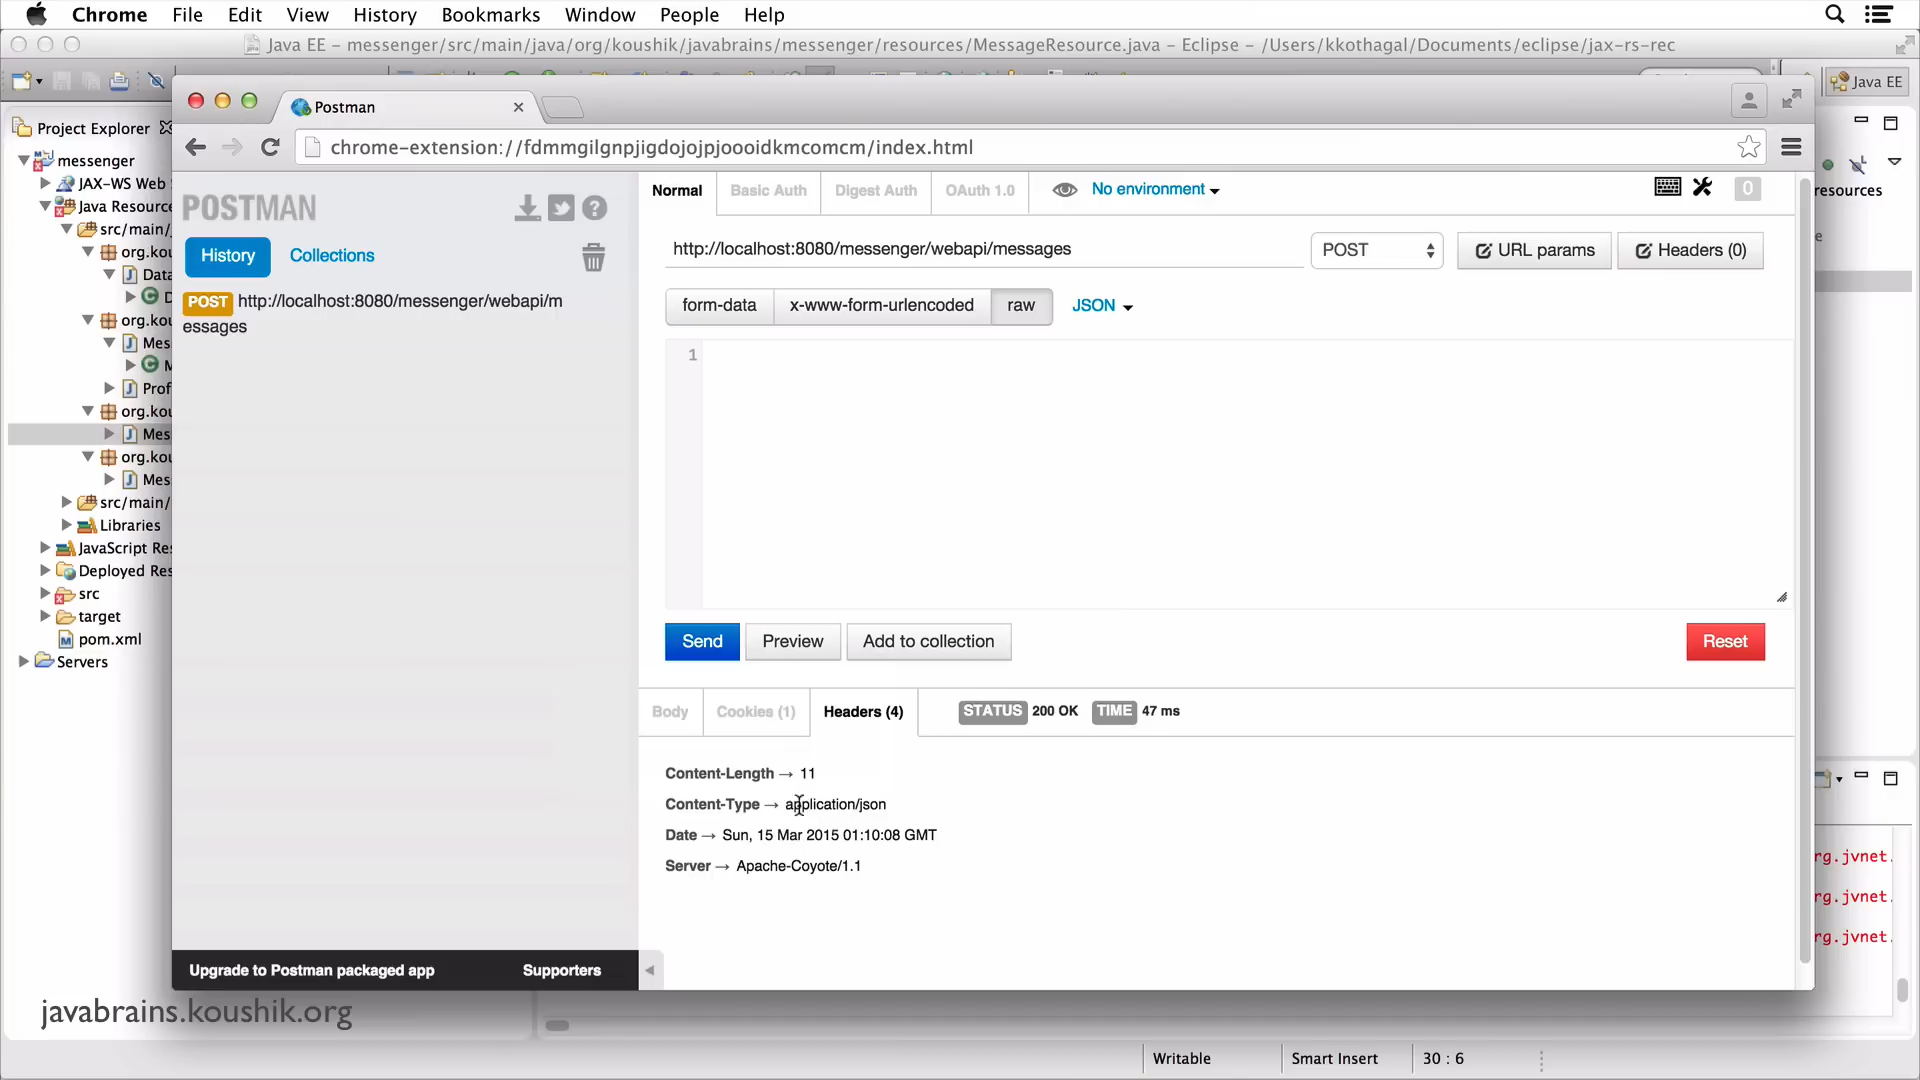 Chrome File Edit View History Bookmarks Window People Help
Java EE – messenger/src/main/java/org/koushik/javabrains/messenger/resources/MessageResource.java – Eclipse – /Users/kkothagal/Documents/eclipse/jax-rs-rec
Java EE
Postman
Project Explorer
chrome-extension://fdmmgilgnpjigdojojpjoooidkmcomcm/index.html
messenger
JAX-WS Web
Java Resource
src/main/
org.kou
Data
org.kou
Mes
Prof
org.kou
Mes
org.kou
Mes
src/main/
Libraries
JavaScript Res
Deployed Res
src
target
pom.xml
Servers
POSTMAN
History Collections
POST http://localhost:8080/messenger/webapi/m
essages
Normal Basic Auth Digest Auth OAuth 1.0 No environment 0
resources
http://localhost:8080/messenger/webapi/messages POST URL params Headers (0)
form-data x-www-form-urlencoded raw JSON
1
Send Preview Add to collection Reset
Body Cookies (1) Headers (4) STATUS 200 OK TIME 47 ms
Content-Length → 11
Content-Type → application/json
Date → Sun, 15 Mar 2015 01:10:08 GMT
Server → Apache-Coyote/1.1
rg.jvnet.
rg.jvnet.
rg.jvnet.
Upgrade to Postman packaged app Supporters
javabrains.koushik.org
Writable Smart Insert 30 : 6